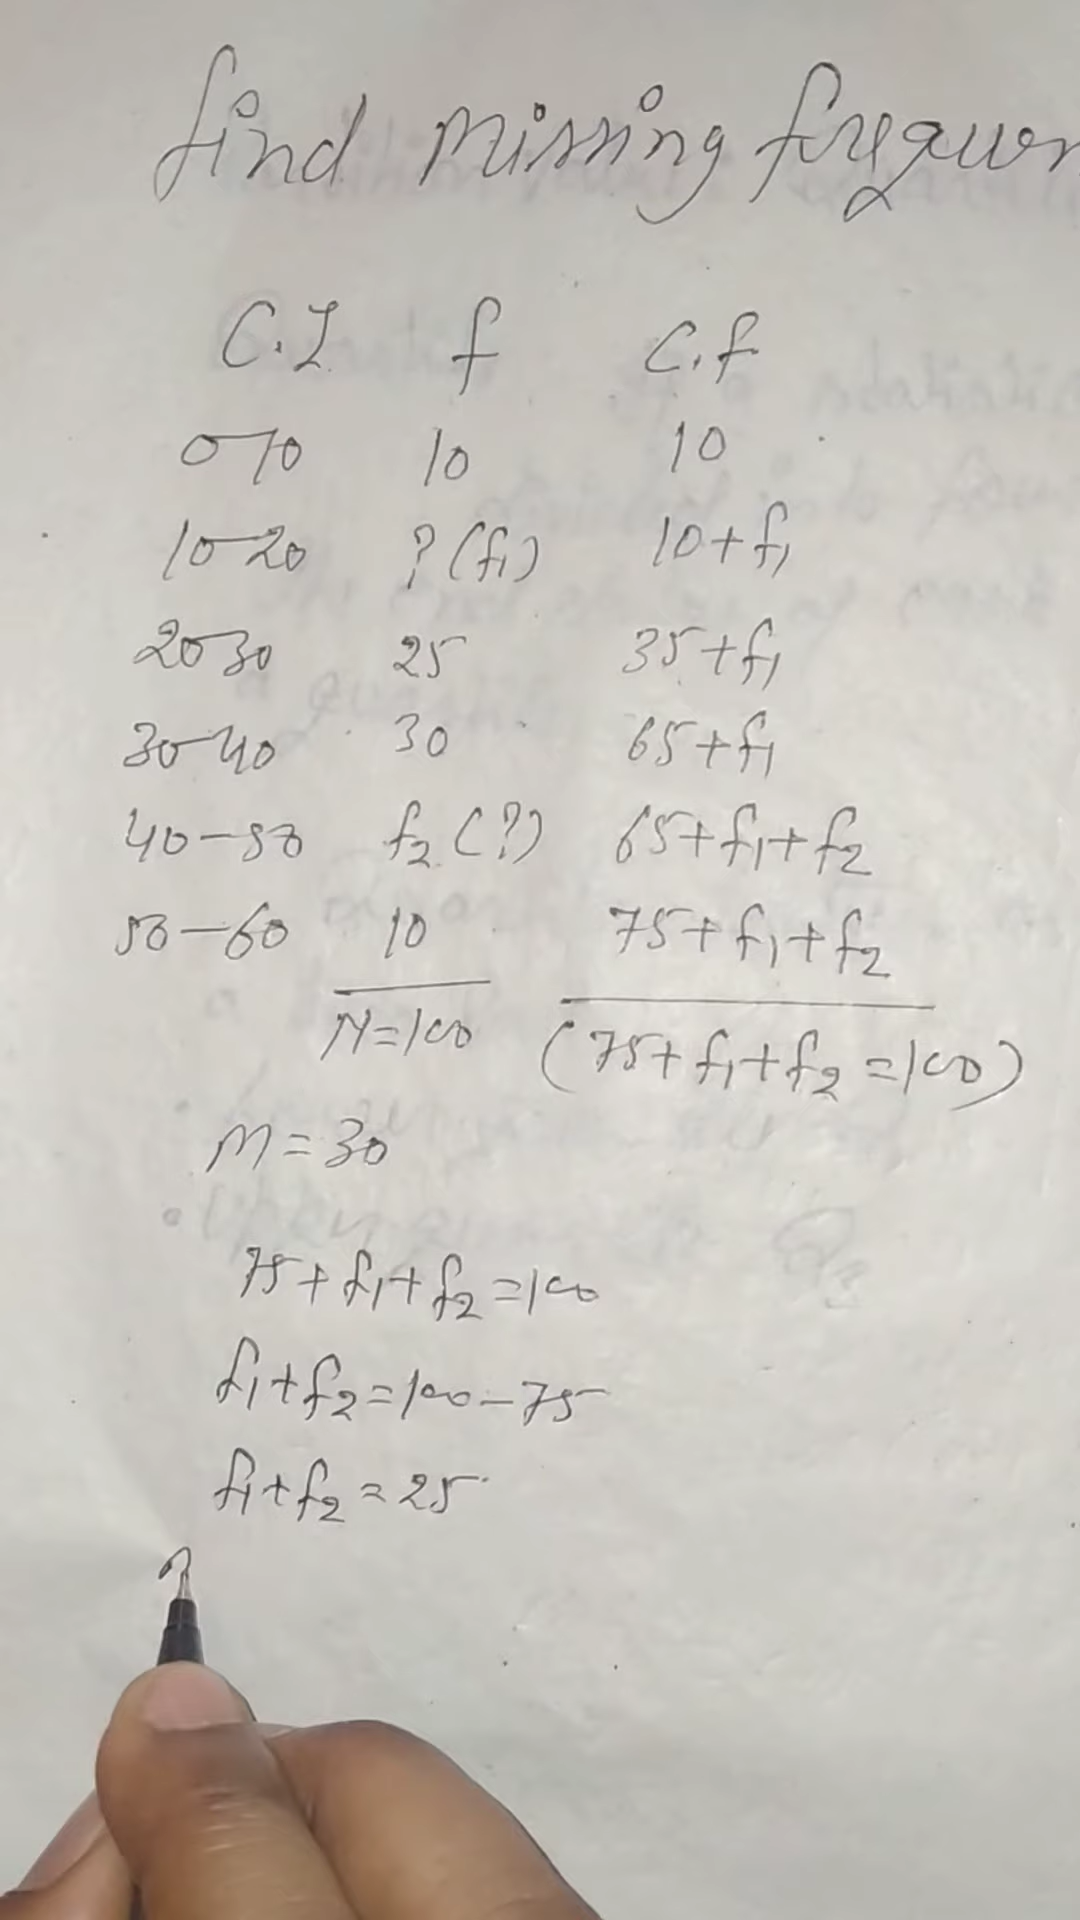 find missing frequen
C.I f C.f
0-10 10 10
10-20 ? (f1) 10+f1
20-30 25 35+f1
30-40 30 65+f1
40-50 f2 (?) 65+f1+f2
50-60 10 75+f1+f2
N=100 (75+f1+f2=100)
M=30
75+f1+f2=100
f1+f2=100-75
f1+f2=25